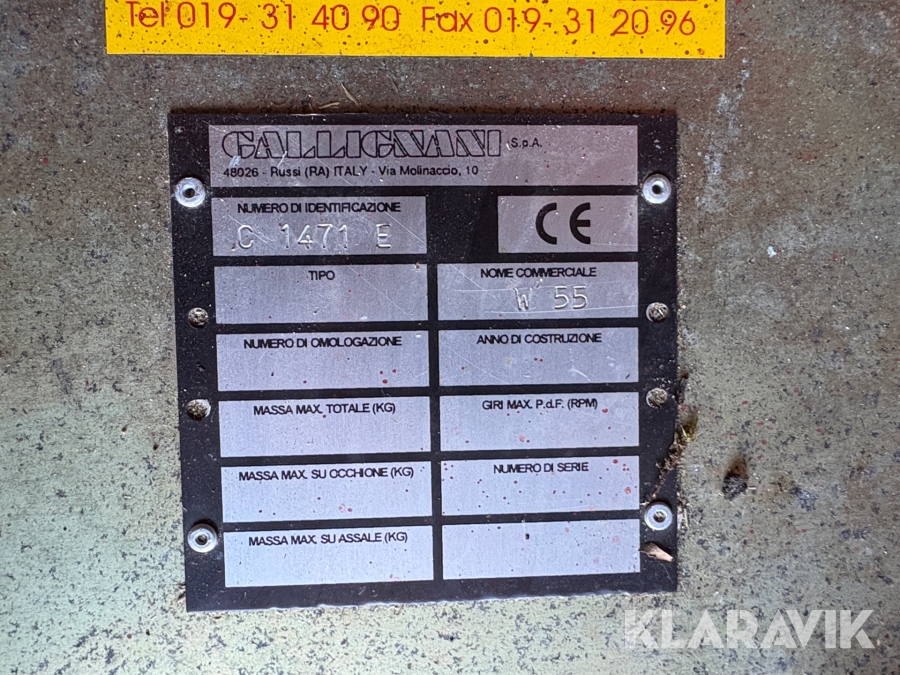 Tel 019- 31 40 90 Fax 019- 31 20 96
GALLIGNANI S.p.A.
48026 - Russi (RA) ITALY - Via Molinaccio, 10
NUMERO DI IDENTIFICAZIONE
C 1471 E
CE
TIPO
NOME COMMERCIALE
W 55
NUMERO DI OMOLOGAZIONE
ANNO DI COSTRUZIONE
MASSA MAX. TOTALE (KG)
GIRI MAX. P.d.F. (RPM)
MASSA MAX. SU OCCHIONE (KG)
NUMERO DI SERIE
MASSA MAX. SU ASSALE (KG)
KLARAVIK